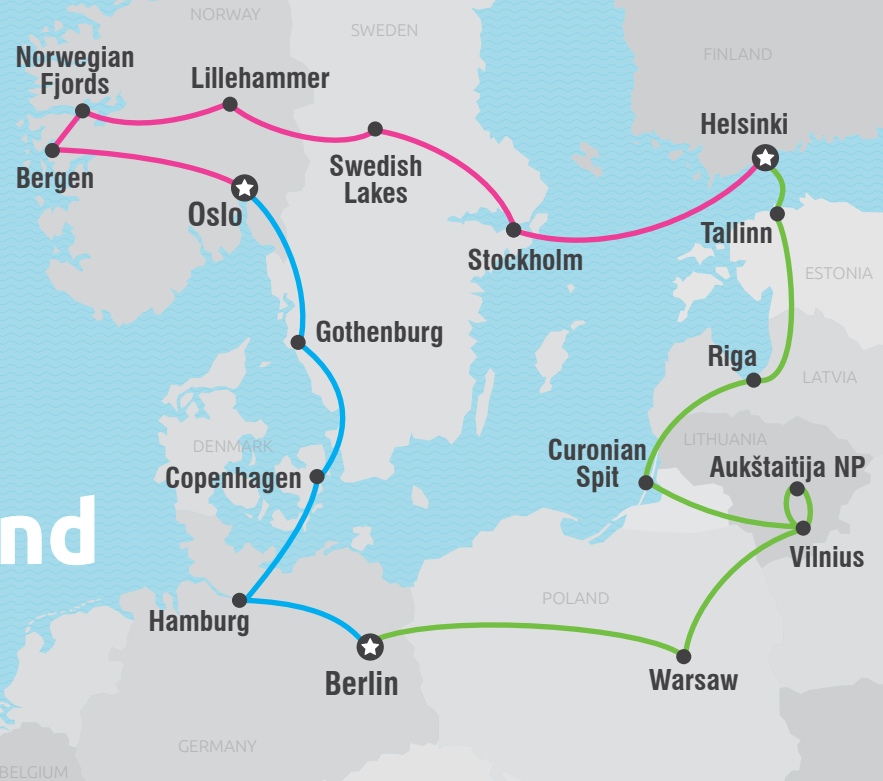 NORWAY
SWEDEN
Norwegian
Fjords
Lillehammer
FINLAND
Helsinki
Bergen
Swedish
Lakes
Oslo
Stockholm
Tallinn
ESTONIA
Gothenburg
Riga
LATVIA
DENMARK
LITHUANIA
Curonian
Spit
Aukštaitija NP
Copenhagen
nd
Vilnius
POLAND
Hamburg
Berlin
Warsaw
GERMANY
BELGIUM